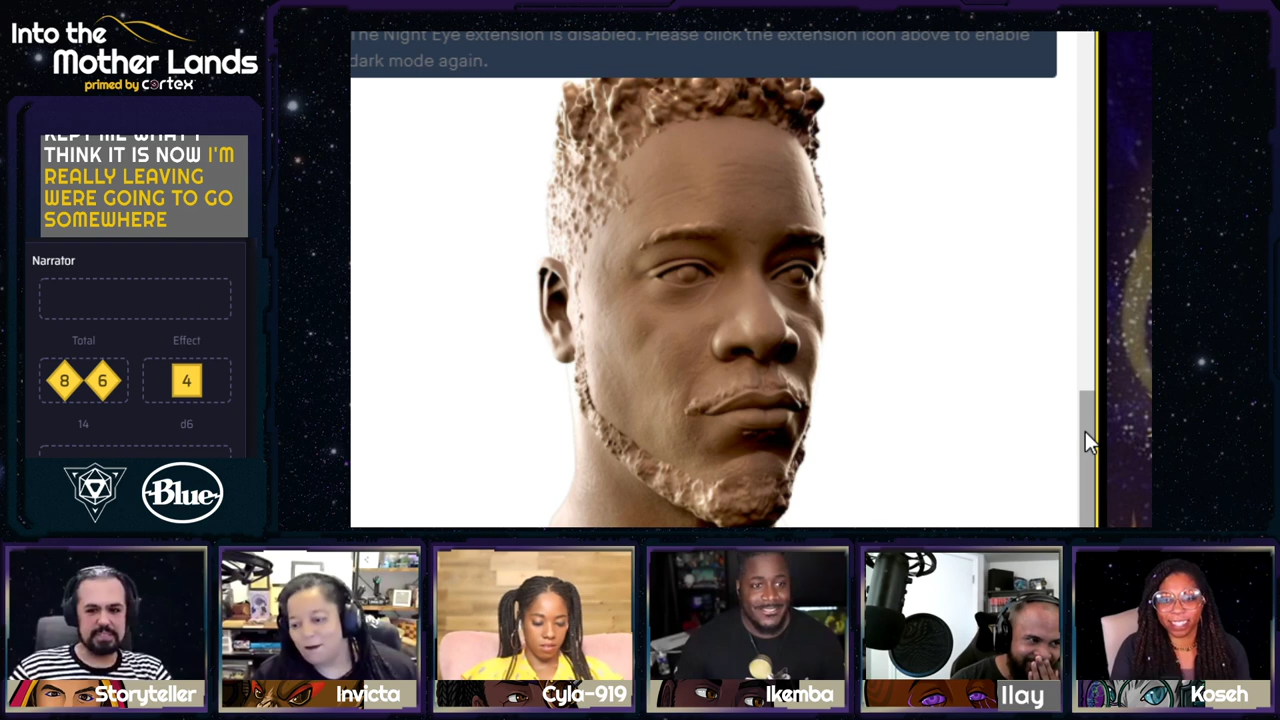 Into the
Mother Lands
primed by cortex
THINK IT IS NOW I'M
REALLY LEAVING
WERE GOING TO GO
SOMEWHERE
Narrator
Total
Effect
8
6
4
14
d6
Blue
The Night Eye extension is disabled. Please click the extension icon above to enable
dark mode again.
Storyteller
Invicta
Cyla-919
Ikemba
Ilay
Koseh